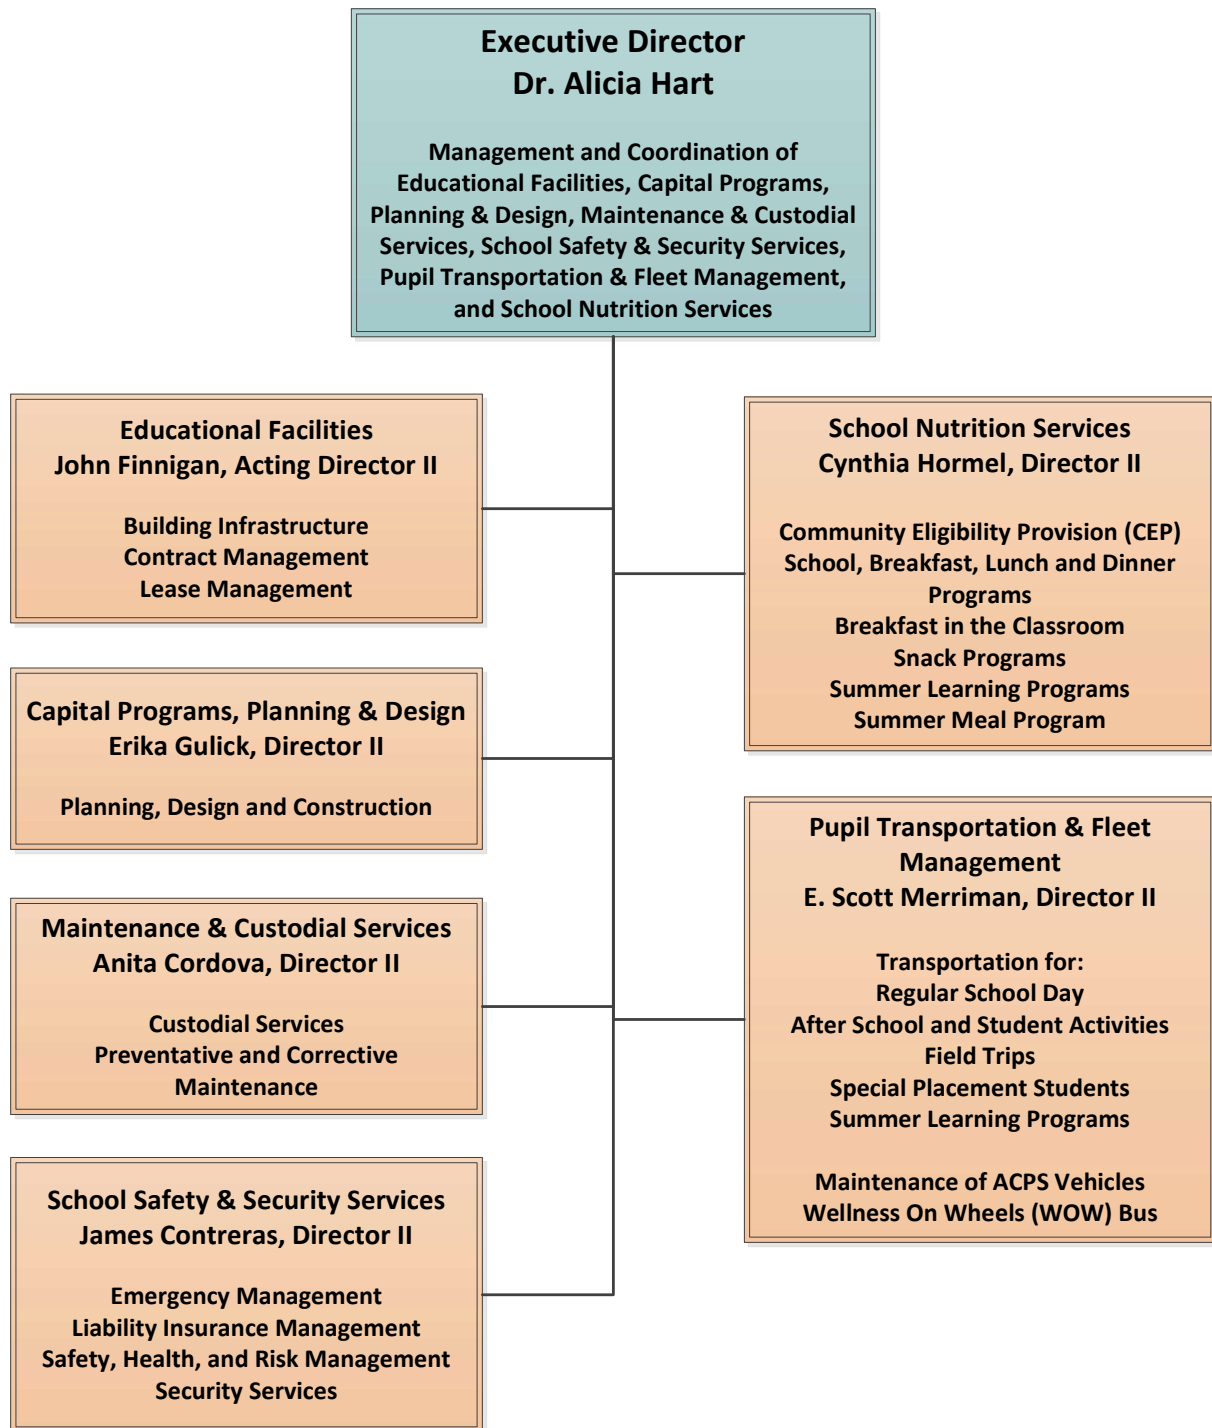 Executive Director
Dr. Alicia Hart
Management and Coordination of
Educational Facilities, Capital Programs,
Planning & Design, Maintenance & Custodial
Services, School Safety & Security Services,
Pupil Transportation & Fleet Management,
and School Nutrition Services
Educational Facilities
John Finnigan, Acting Director II
Building Infrastructure
Contract Management
Lease Management
Capital Programs, Planning & Design
Erika Gulick, Director II
Planning, Design and Construction
Maintenance & Custodial Services
Anita Cordova, Director II
Custodial Services
Preventative and Corrective
Maintenance
School Safety & Security Services
James Contreras, Director II
Emergency Management
Liability Insurance Management
Safety, Health, and Risk Management
Security Services
School Nutrition Services
Cynthia Hormel, Director II
Community Eligibility Provision (CEP)
School, Breakfast, Lunch and Dinner
Programs
Breakfast in the Classroom
Snack Programs
Summer Learning Programs
Summer Meal Program
Pupil Transportation & Fleet
Management
E. Scott Merriman, Director II
Transportation for:
Regular School Day
After School and Student Activities
Field Trips
Special Placement Students
Summer Learning Programs
Maintenance of ACPS Vehicles
Wellness On Wheels (WOW) Bus